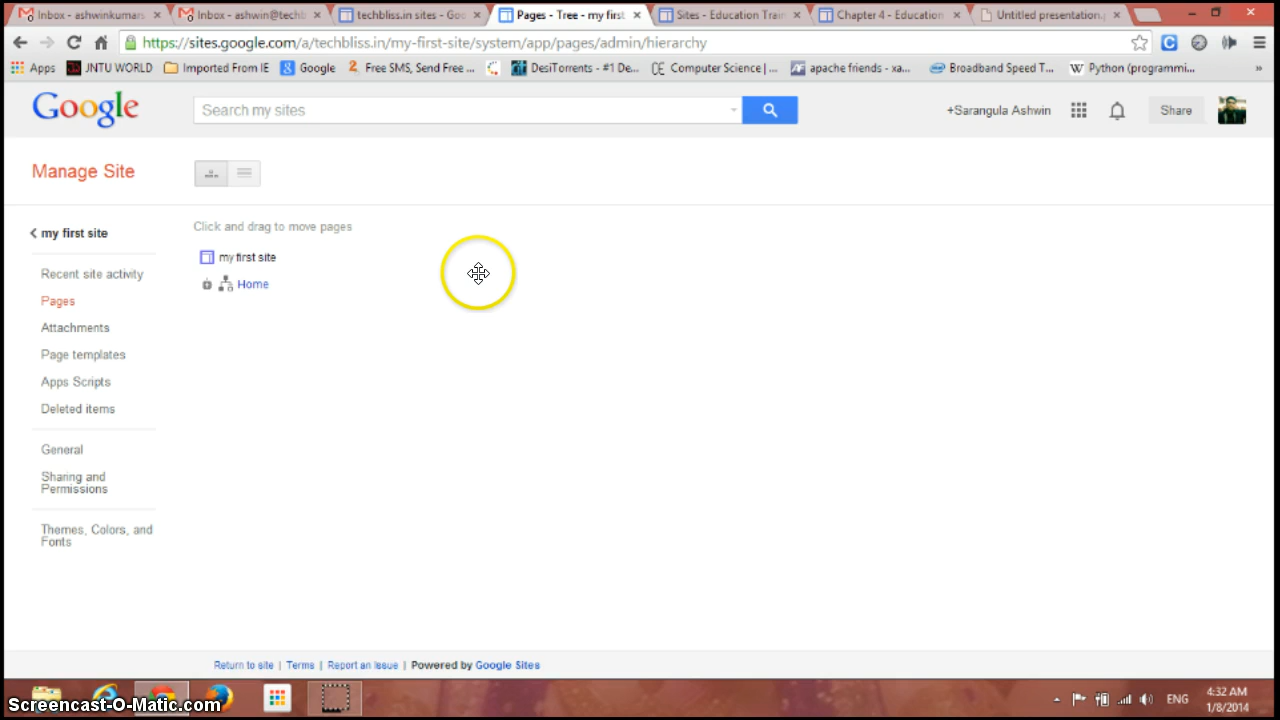 Inbox - ashwinkumars
Inbox - ashwin@techb
techbliss.in sites - Goo
Pages - Tree - my first
Sites - Education Train
Chapter 4 - Education
Untitled presentation.
https://sites.google.com/a/techbliss.in/my-first-site/system/app/pages/admin/hierarchy
Apps
JNTU WORLD
Imported From IE
Google
Free SMS, Send Free ...
DesiTorrents - #1 De...
Computer Science | ...
apache friends - xa...
Broadband Speed T...
Python (programmi...
Google
Search my sites
+Sarangula Ashwin
Share
Manage Site
my first site
Click and drag to move pages
my first site
Home
Recent site activity
Pages
Attachments
Page templates
Apps Scripts
Deleted items
General
Sharing and
Permissions
Themes, Colors, and
Fonts
Return to site | Terms | Report an Issue | Powered by Google Sites
ENG
4:32 AM
1/8/2014
Screencast-O-Matic.com